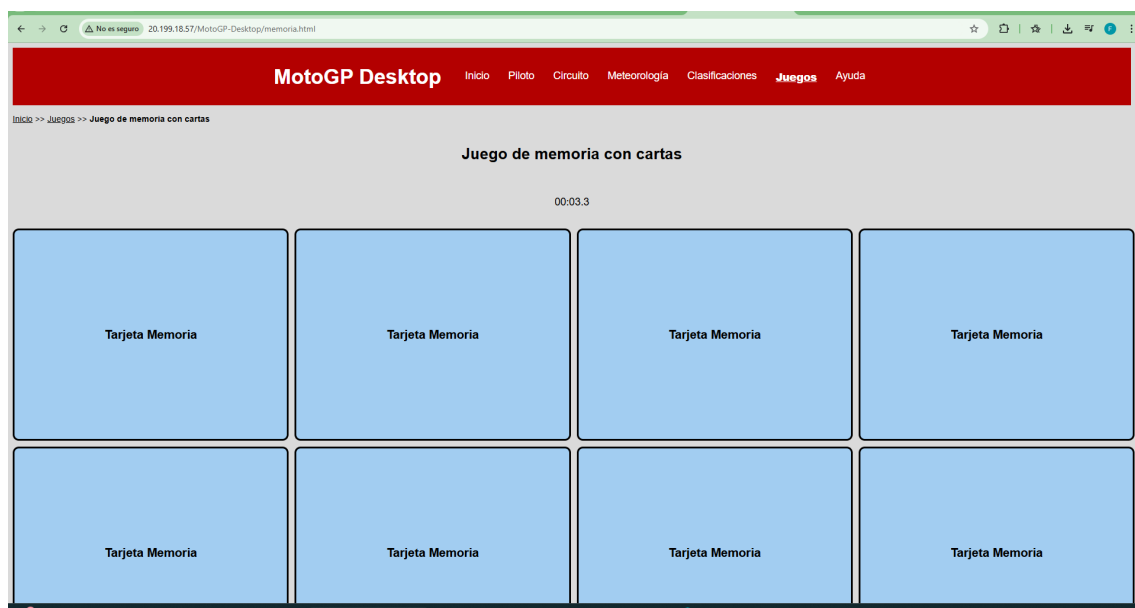 No es seguro 20.199.18.57/MotoGP-Desktop/memoria.html F
MotoGP Desktop Inicio Piloto Circuito Meteorología Clasificaciones Juegos Ayuda
Inicio >> Juegos >> Juego de memoria con cartas
Juego de memoria con cartas
00:03.3
Tarjeta Memoria Tarjeta Memoria Tarjeta Memoria Tarjeta Memoria
Tarjeta Memoria Tarjeta Memoria Tarjeta Memoria Tarjeta Memoria